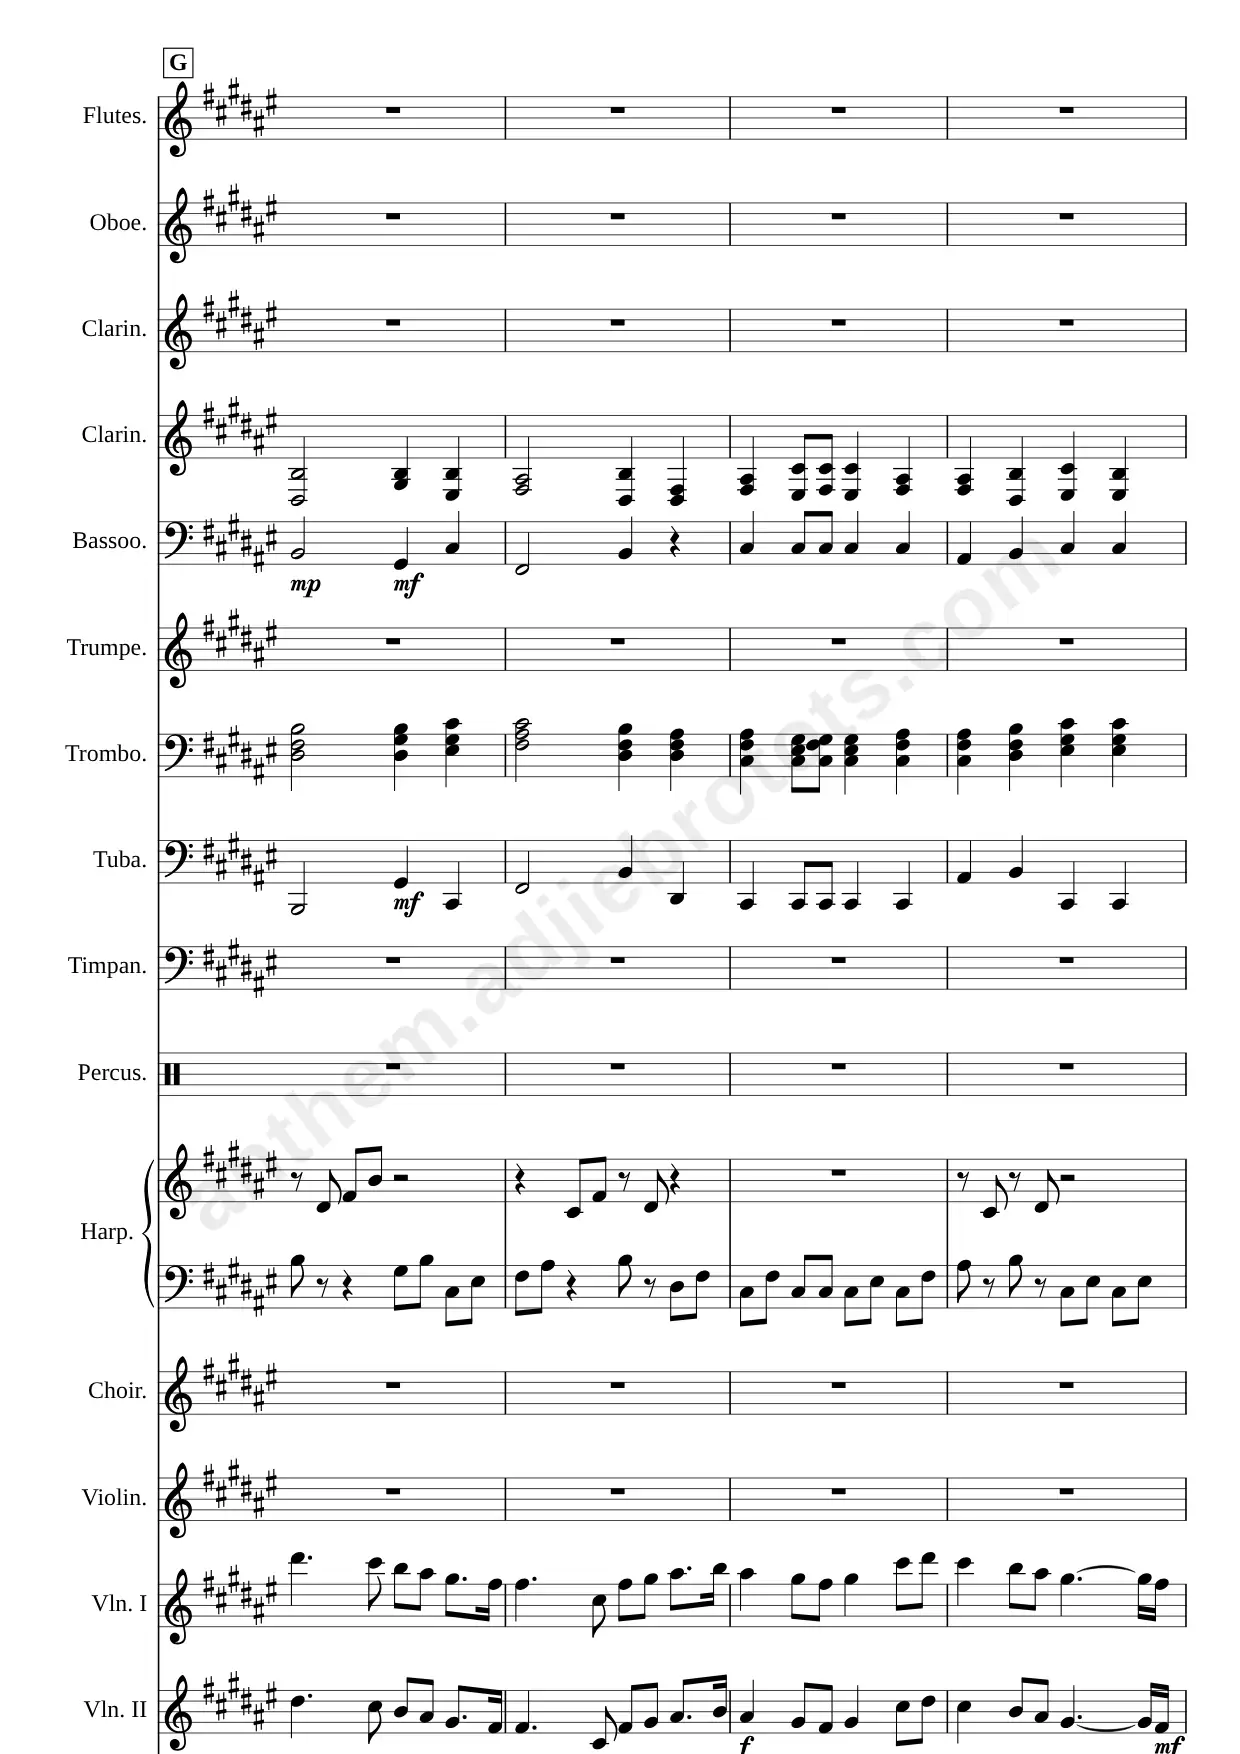 G
Flutes.
Oboe.
Clarin.
Clarin.
Bassoo.
mp mf
Trumpe.
Trombo.
Tuba.
mf
Timpan.
Percus.
Harp.
Choir.
Violin.
Vln. I
Vln. II
f mf
anthem.adjiebrotots.com